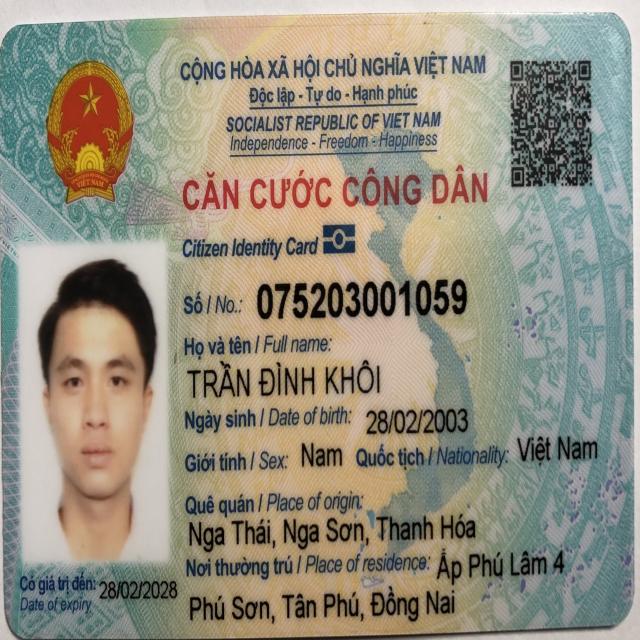 CỘNG HÒA XÃ HỘI CHỦ NGHĨA VIỆT NAM
Độc lập - Tự do - Hạnh phúc
SOCIALIST REPUBLIC OF VIET NAM
Independence - Freedom - Happiness
CĂN CƯỚC CÔNG DÂN
Citizen Identity Card
Số / No.: 075203001059
Họ và tên / Full name:
TRẦN ĐÌNH KHÔI
Ngày sinh / Date of birth: 28/02/2003
Giới tính / Sex: Nam Quốc tịch / Nationality: Việt Nam
Quê quán / Place of origin:
Nga Thái, Nga Sơn, Thanh Hóa
Nơi thường trú / Place of residence: Ấp Phú Lâm 4
Phú Sơn, Tân Phú, Đồng Nai
Có giá trị đến: 28/02/2028
Date of expiry
VIỆT NAM